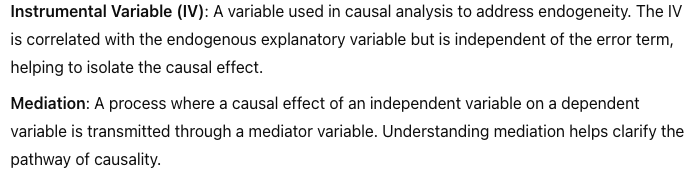 Instrumental Variable (IV): A variable used in causal analysis to address endogeneity. The IV
is correlated with the endogenous explanatory variable but is independent of the error term,
helping to isolate the causal effect.
Mediation: A process where a causal effect of an independent variable on a dependent
variable is transmitted through a mediator variable. Understanding mediation helps clarify the
pathway of causality.